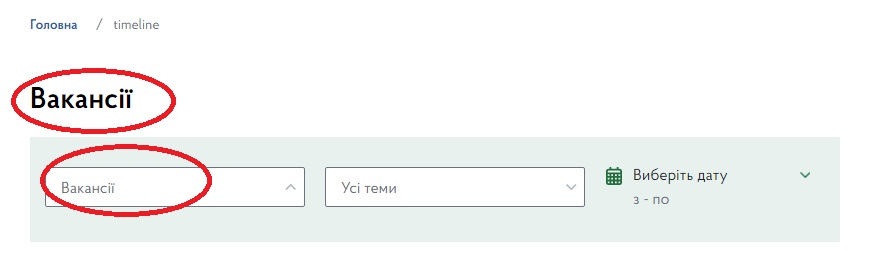 Головна / timeline
Вакансії
Вакансії Усі теми Виберіть дату
з - по